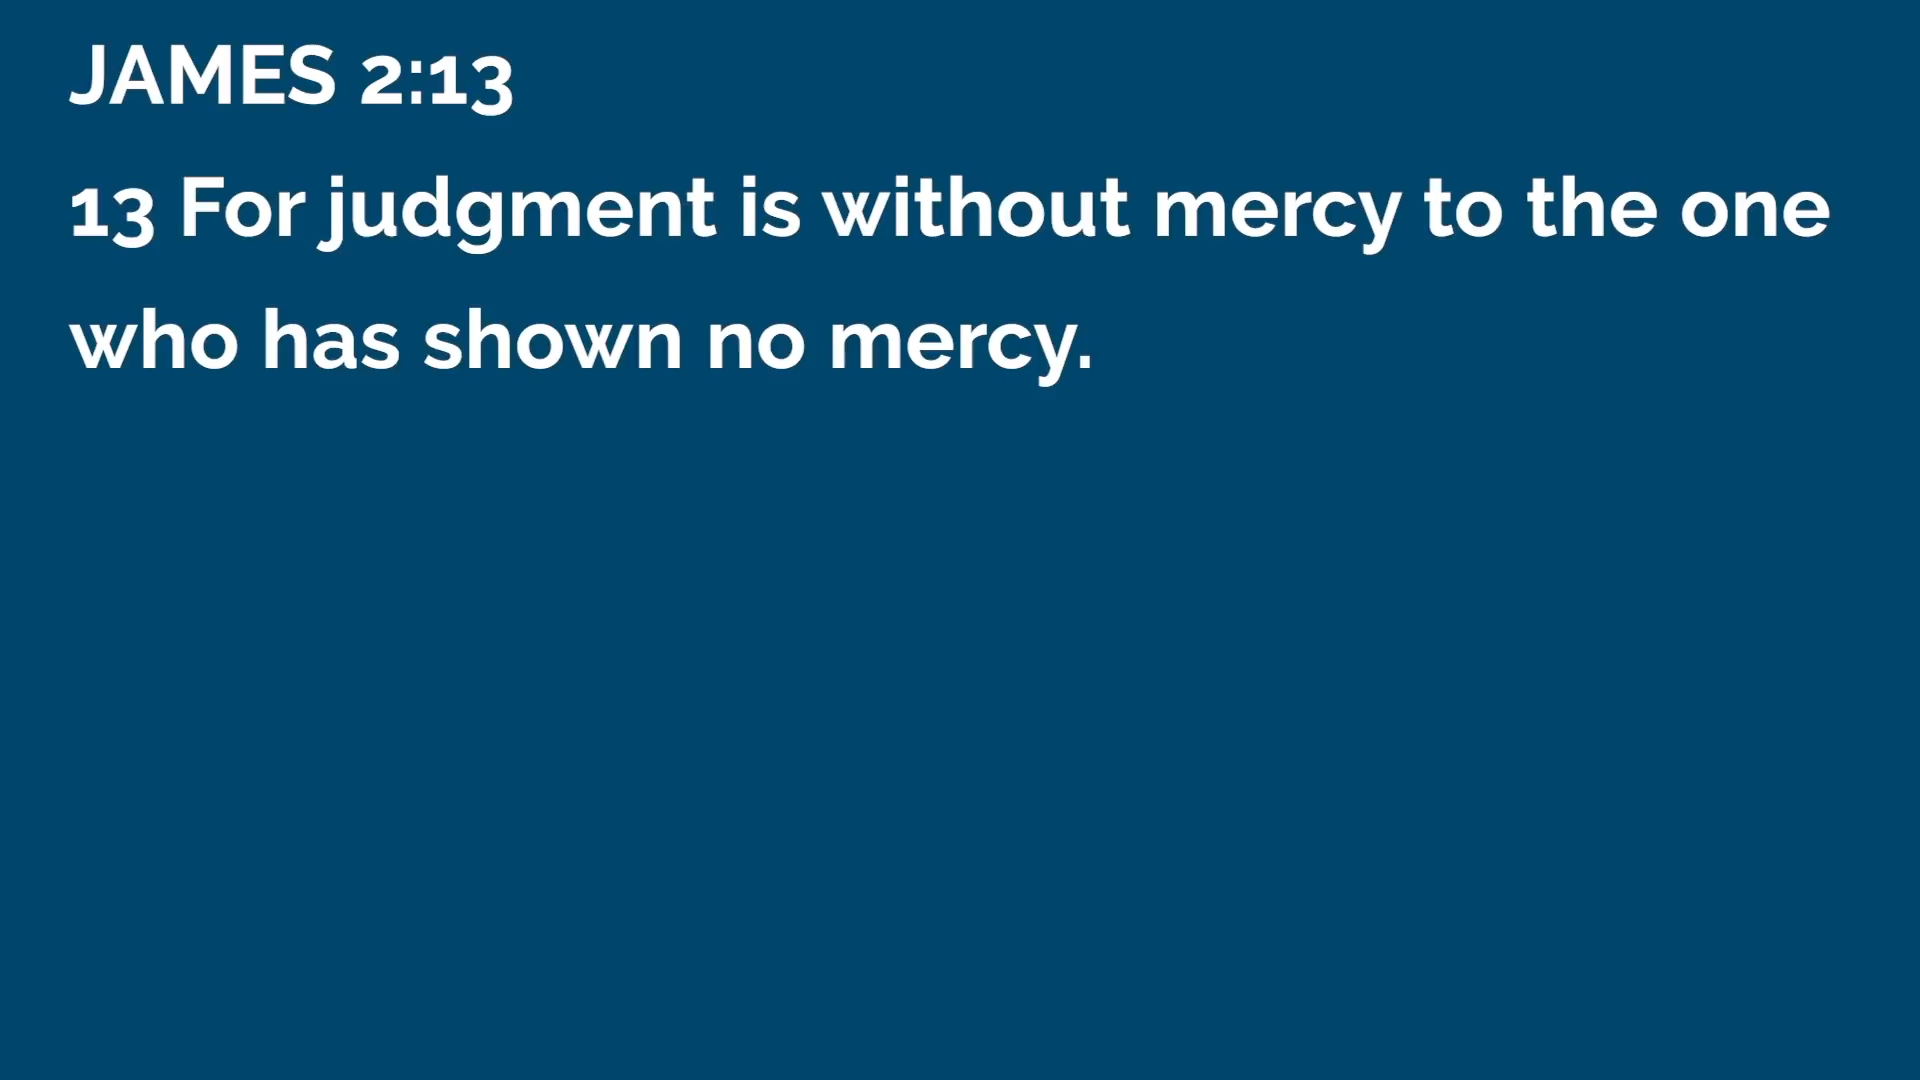 JAMES 2:13
13 For judgment is without mercy to the one
who has shown no mercy.